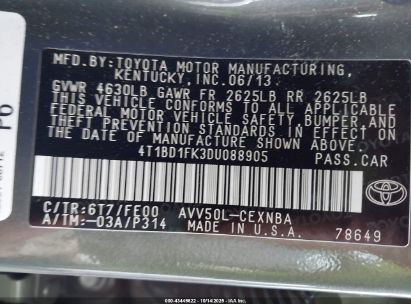 MFD.BY:TOYOTA MOTOR MANUFACTURING,
KENTUCKY,INC.06/13
GVWR 4630LB GAWR FR 2625LB RR 2625LB
THIS VEHICLE CONFORMS TO ALL APPLICABLE
FEDERAL MOTOR VEHICLE SAFETY,BUMPER,AND
THEFT PREVENTION STANDARDS IN EFFECT ON
THE DATE OF MANUFACTURE SHOWN ABOVE.
4T1BD1FK3DU088905 PASS.CAR
C/TR:6T7/FE00 AVV50L-CEXNBA
A/TM:-03A/P314 MADE IN U.S.A. 78649
TOYOTA